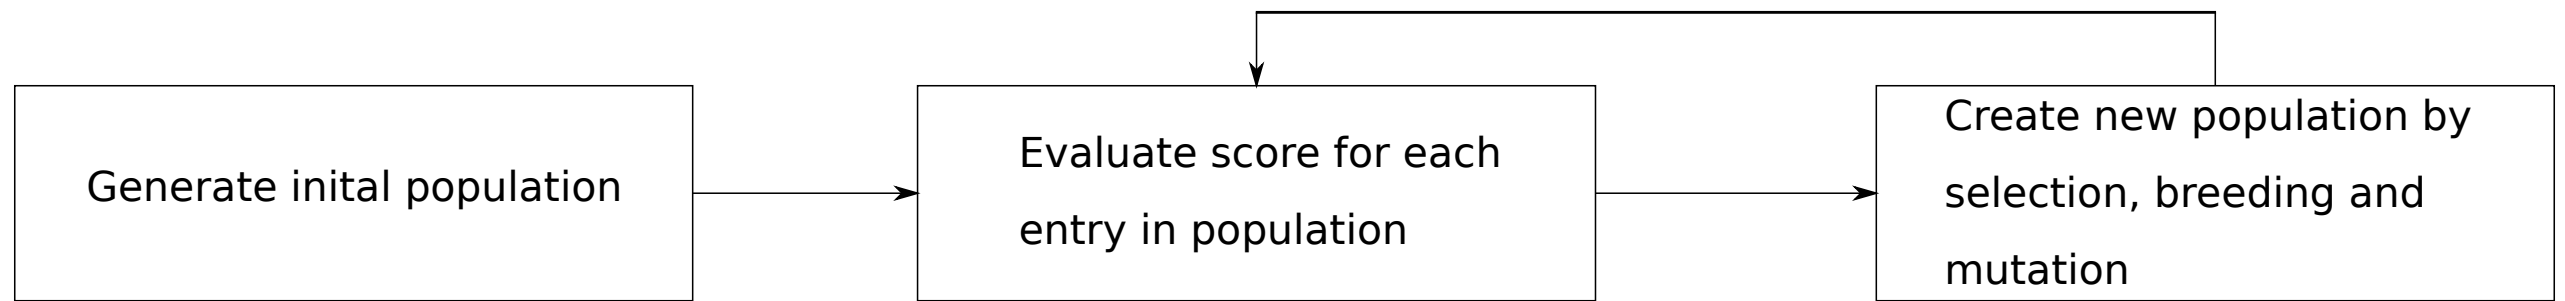 Generate inital population
Evaluate score for each
entry in population
Create new population by
selection, breeding and
mutation